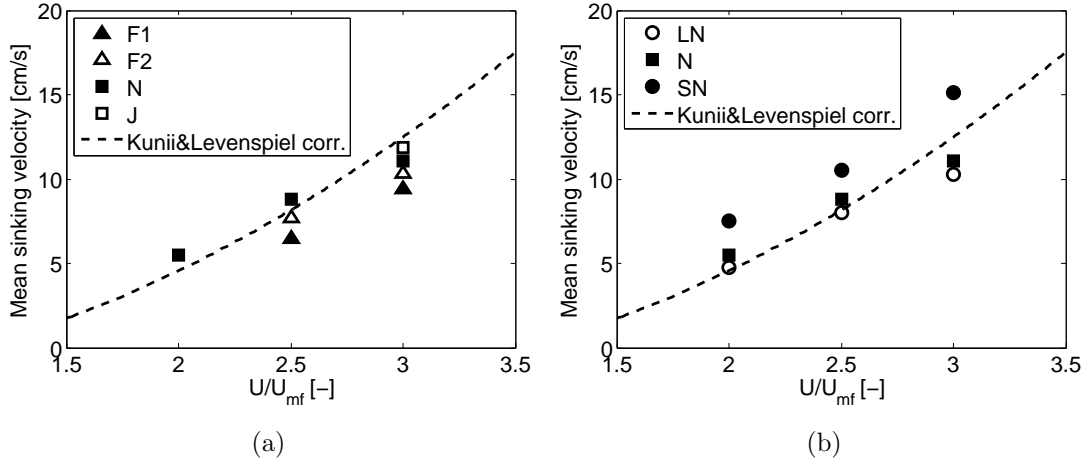 Mean sinking velocity [cm/s]
20
15
10
5
0
F1
F2
N
J
Kunii&Levenspiel corr.
1.5 2 2.5 3 3.5
U/Umf [−]
(a)
Mean sinking velocity [cm/s]
20
15
10
5
0
LN
N
SN
Kunii&Levenspiel corr.
1.5 2 2.5 3 3.5
U/Umf [−]
(b)